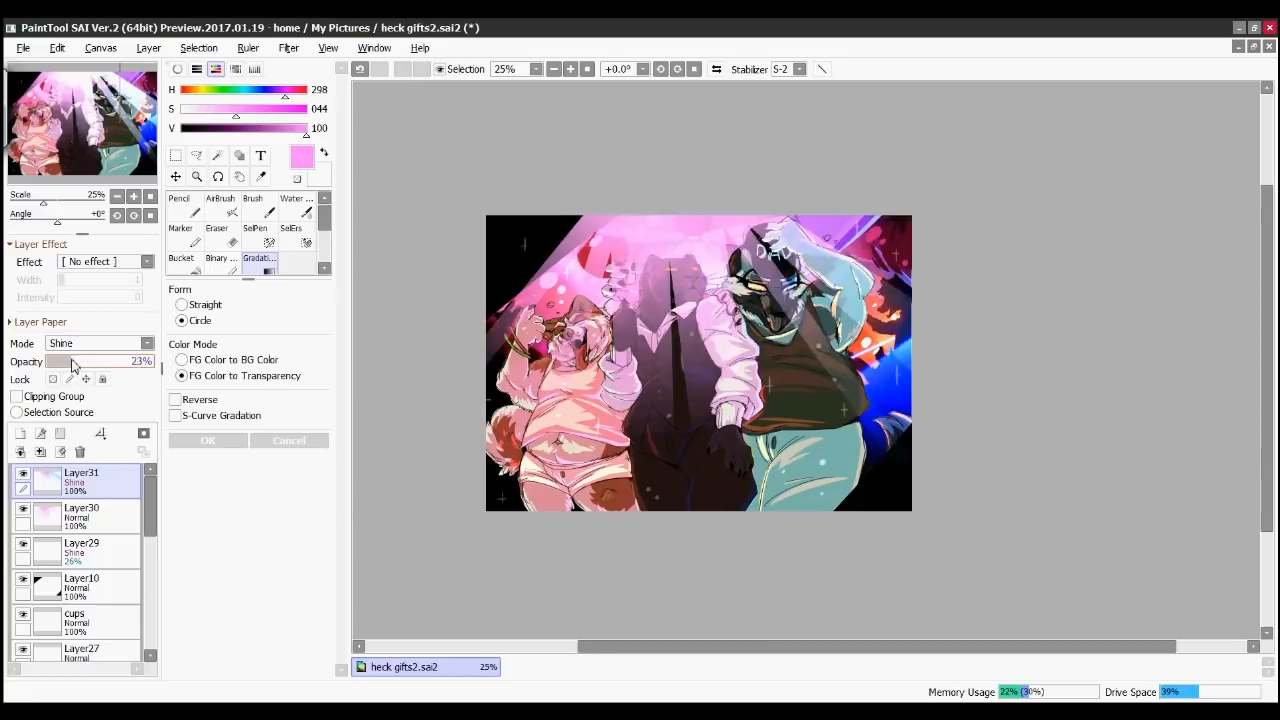 PaintTool SAI Ver.2 (64bit) Preview.2017.01.19 - home / My Pictures / heck gifts2.sai2 (*)
File Edit Canvas Layer Selection Ruler Filter View Window Help
Selection 25% +0.0° Stabilizer S-2
H 298
S 044
V 100
T
Scale 25%
Angle +0°
Pencil AirBrush Brush Water ...
Marker Eraser SelPen SelErs
Bucket Binary ... Gradati...
Layer Effect
Effect [ No effect ]
Width 1
Intensity 0
Layer Paper
Mode Shine
Opacity 23%
Lock
Clipping Group
Selection Source
Form
Straight
Circle
Color Mode
FG Color to BG Color
FG Color to Transparency
Reverse
S-Curve Gradation
OK Cancel
Layer31
Shine
100%
Layer30
Normal
100%
Layer29
Shine
26%
Layer10
Normal
100%
cups
Normal
100%
Layer27
Normal
DAD
heck gifts2.sai2 25%
Memory Usage 22% (30%) Drive Space 39%